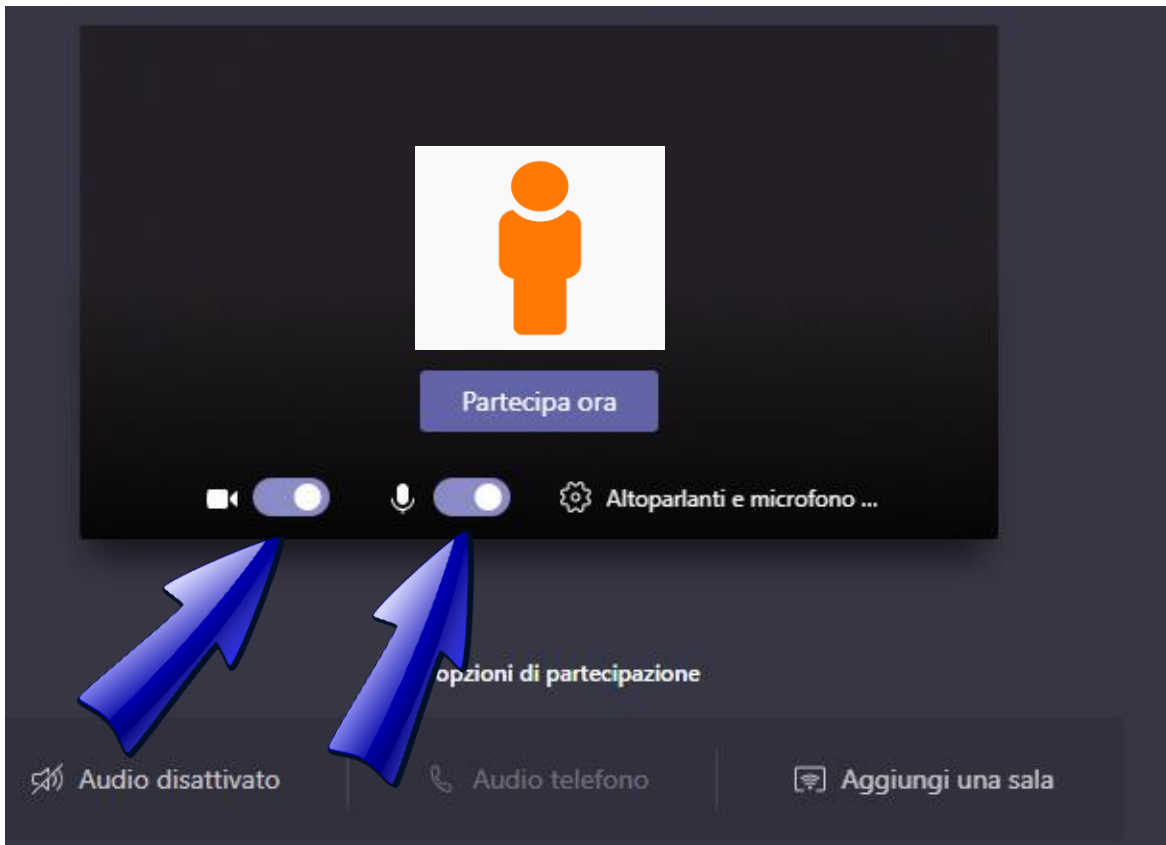 Partecipa ora
Altoparlanti e microfono ...
opzioni di partecipazione
Audio disattivato
Audio telefono
Aggiungi una sala